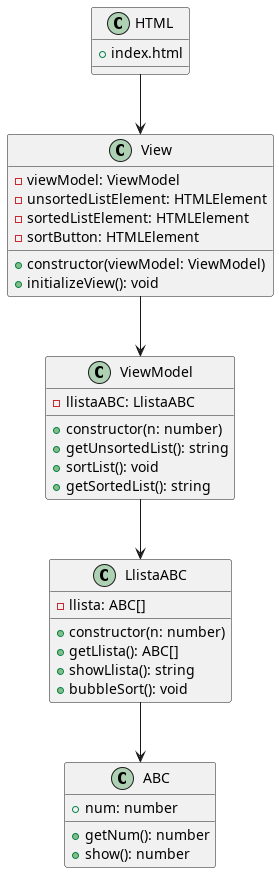 C HTML
index.html
C View
viewModel: ViewModel
unsortedListElement: HTMLElement
sortedListElement: HTMLElement
sortButton: HTMLElement
constructor(viewModel: ViewModel)
initializeView(): void
C ViewModel
llistaABC: LlistaABC
constructor(n: number)
getUnsortedList(): string
sortList(): void
getSortedList(): string
C LlistaABC
llista: ABC[]
constructor(n: number)
getLlista(): ABC[]
showLlista(): string
bubbleSort(): void
C ABC
num: number
getNum(): number
show(): number